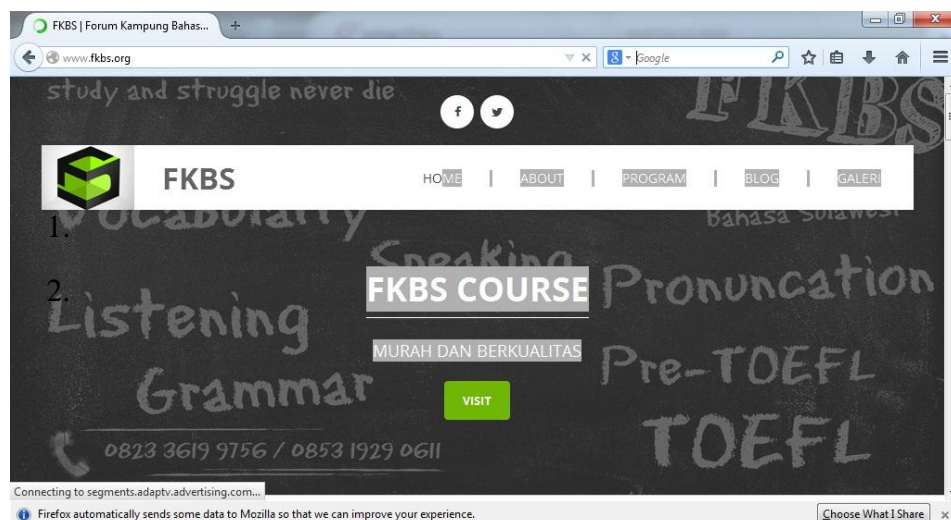 FKBS | Forum Kampung Bahas...
www.fkbs.org
Google
study and struggle never die
FKBS
f
FKBS
HOME | ABOUT | PROGRAM | BLOG | GALERI
Vocabulary
Bahasa Sulawesi
1.
Speaking
2.
FKBS COURSE
Pronuncation
Listening
MURAH DAN BERKUALITAS
Pre-TOEFL
Grammar
VISIT
TOEFL
0823 3619 9756 / 0853 1929 0611
Connecting to segments.adaptv.advertising.com...
Firefox automatically sends some data to Mozilla so that we can improve your experience.
Choose What I Share